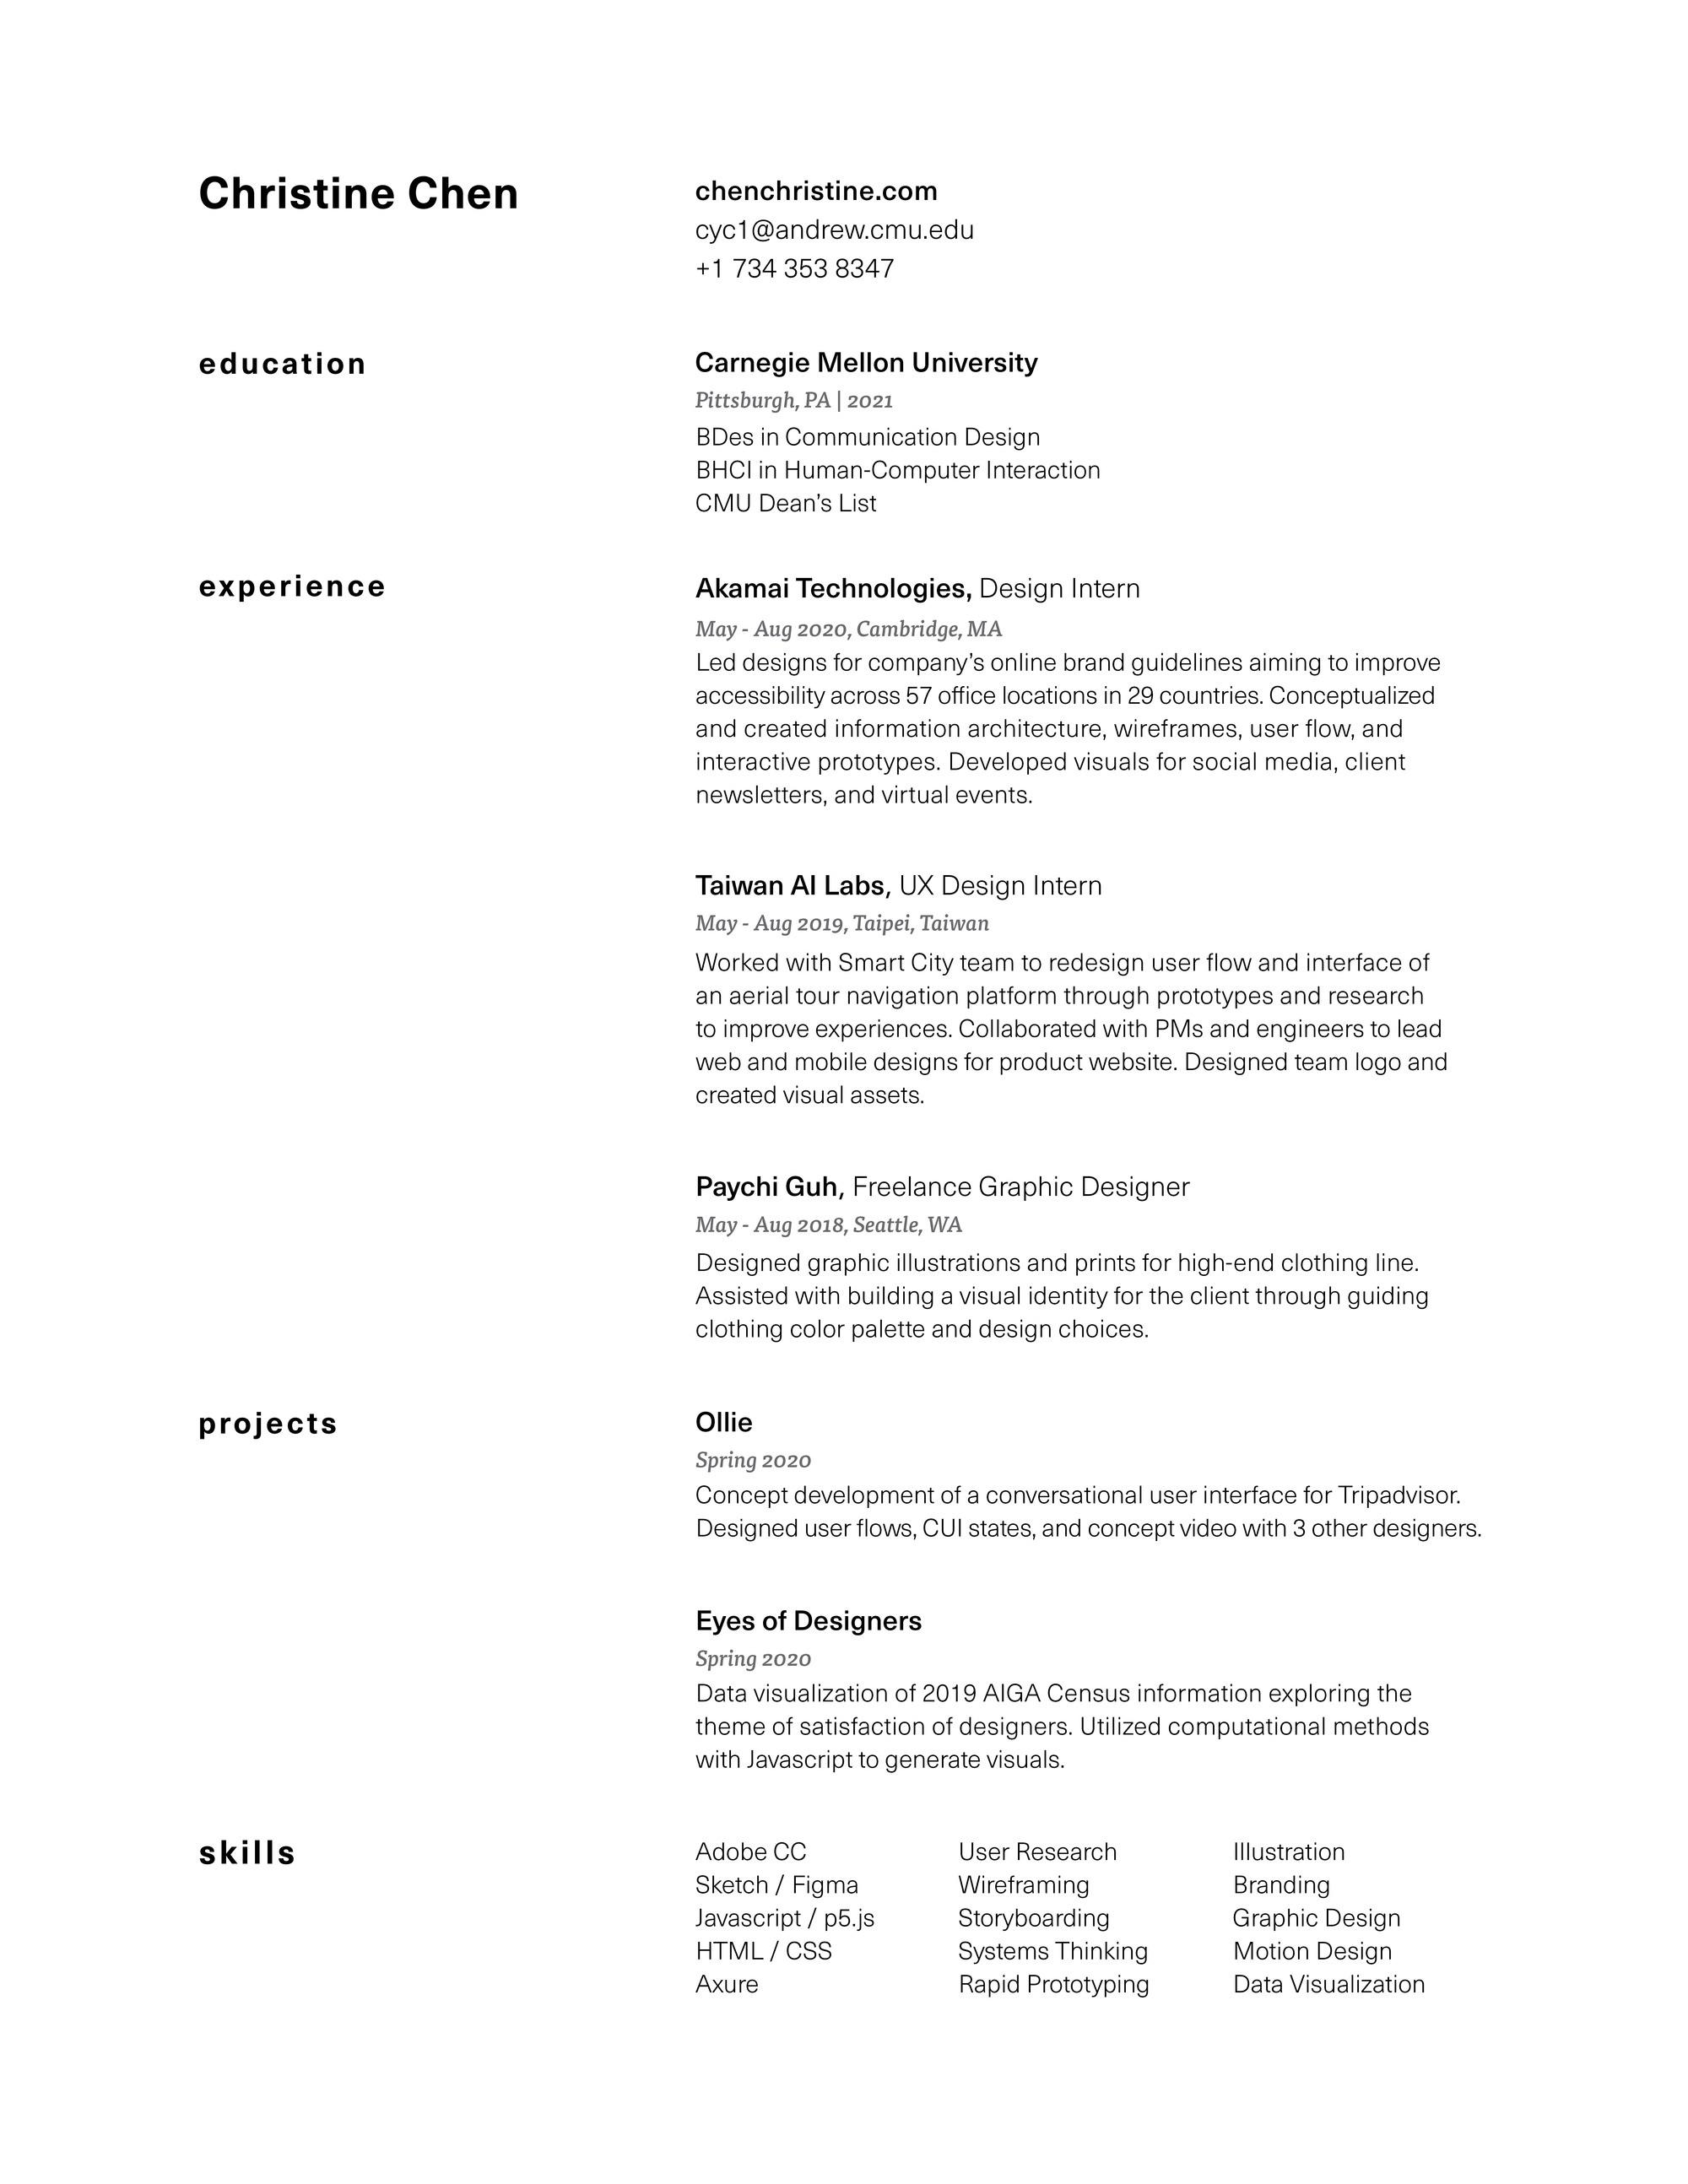 Christine Chen
chenchristine.com
cyc1@andrew.cmu.edu
+1 734 353 8347
education
Carnegie Mellon University
Pittsburgh, PA | 2021
BDes in Communication Design
BHCI in Human-Computer Interaction
CMU Dean’s List
experience
Akamai Technologies, Design Intern
May - Aug 2020, Cambridge, MA
Led designs for company’s online brand guidelines aiming to improve
accessibility across 57 office locations in 29 countries. Conceptualized
and created information architecture, wireframes, user flow, and
interactive prototypes. Developed visuals for social media, client
newsletters, and virtual events.
Taiwan AI Labs, UX Design Intern
May - Aug 2019, Taipei, Taiwan
Worked with Smart City team to redesign user flow and interface of
an aerial tour navigation platform through prototypes and research
to improve experiences. Collaborated with PMs and engineers to lead
web and mobile designs for product website. Designed team logo and
created visual assets.
Paychi Guh, Freelance Graphic Designer
May - Aug 2018, Seattle, WA
Designed graphic illustrations and prints for high-end clothing line.
Assisted with building a visual identity for the client through guiding
clothing color palette and design choices.
projects
Ollie
Spring 2020
Concept development of a conversational user interface for Tripadvisor.
Designed user flows, CUI states, and concept video with 3 other designers.
Eyes of Designers
Spring 2020
Data visualization of 2019 AIGA Census information exploring the
theme of satisfaction of designers. Utilized computational methods
with Javascript to generate visuals.
skills
Adobe CC
Sketch / Figma
Javascript / p5.js
HTML / CSS
Axure
User Research
Wireframing
Storyboarding
Systems Thinking
Rapid Prototyping
Illustration
Branding
Graphic Design
Motion Design
Data Visualization